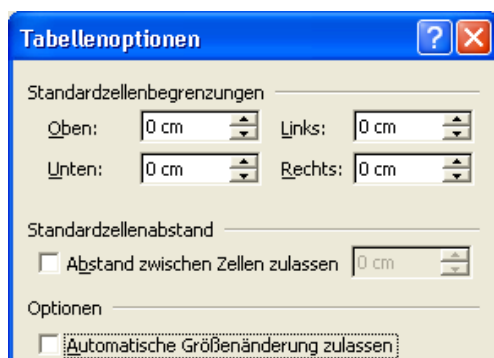 Tabellenoptionen
Standardzellenbegrenzungen
Oben: 0 cm Links: 0 cm
Unten: 0 cm Rechts: 0 cm
Standardzellenabstand
Abstand zwischen Zellen zulassen 0 cm
Optionen
Automatische Größenänderung zulassen